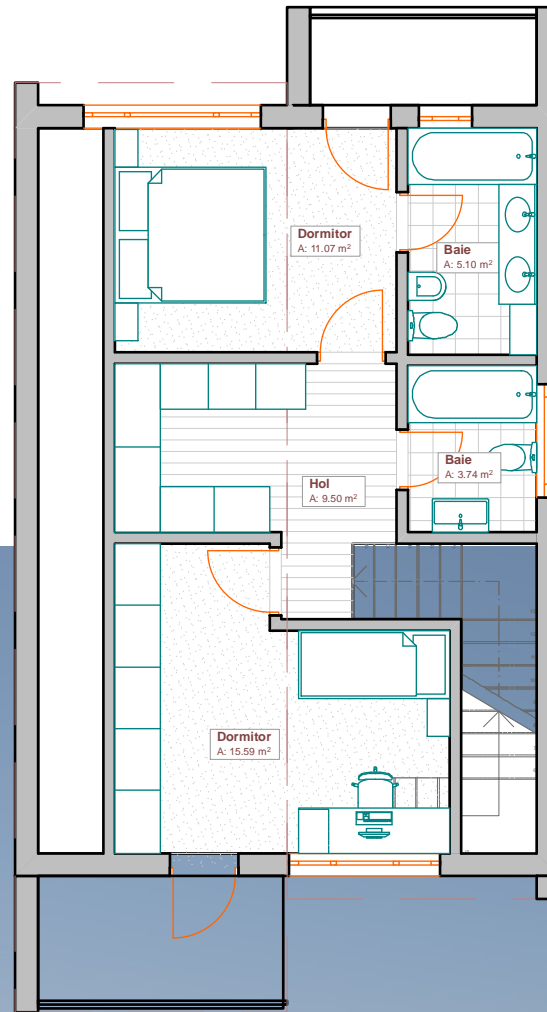 Dormitor
A: 11.07 m²
Baie
A: 5.10 m²
Baie
A: 3.74 m²
Hol
A: 9.50 m²
Dormitor
A: 15.59 m²